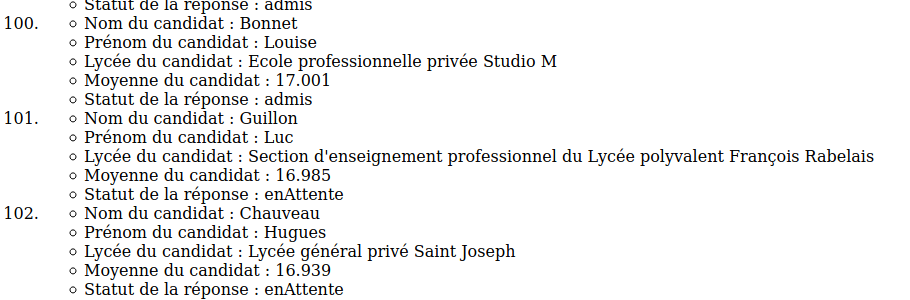 Statut de la réponse : admis
100. Nom du candidat : Bonnet
Prénom du candidat : Louise
Lycée du candidat : Ecole professionnelle privée Studio M
Moyenne du candidat : 17.001
Statut de la réponse : admis
101. Nom du candidat : Guillon
Prénom du candidat : Luc
Lycée du candidat : Section d'enseignement professionnel du Lycée polyvalent François Rabelais
Moyenne du candidat : 16.985
Statut de la réponse : enAttente
102. Nom du candidat : Chauveau
Prénom du candidat : Hugues
Lycée du candidat : Lycée général privé Saint Joseph
Moyenne du candidat : 16.939
Statut de la réponse : enAttente